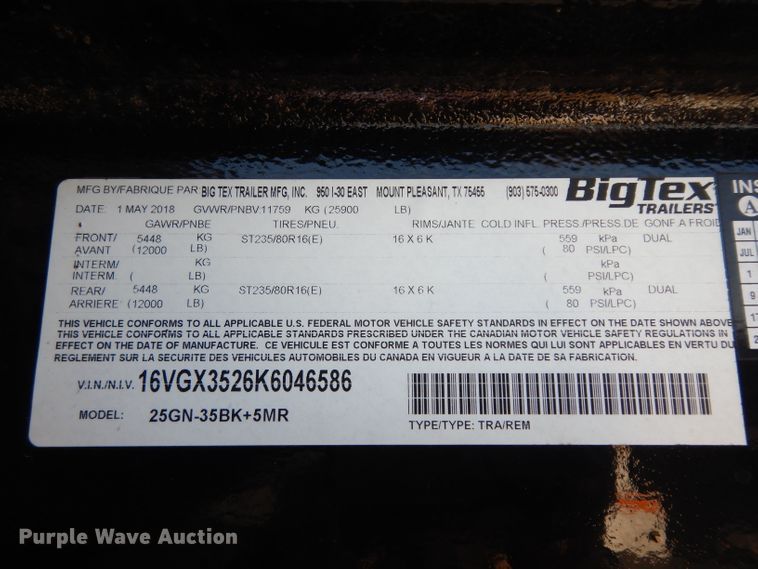 MFG BY/FABRIQUE PAR BIG TEX TRAILER MFG, INC. 950 I-30 EAST MOUNT PLEASANT, TX 75455 (903) 575-0300 BigTex
TRAILERS
DATE: 1 MAY 2018 GVWR/PNBV:11759 KG (25900 LB)
GAWR/PNBE TIRES/PNEU. RIMS/JANTE COLD INFL. PRESS./PRESS.DE GONF A FROID
FRONT/ 5448 KG ST235/80R16(E) 16 X 6 K 559 kPa DUAL
AVANT (12000 LB) ( 80 PSI/LPC)
INTERM/ KG kPa
INTERM. ( LB) ( PSI/LPC)
REAR/ 5448 KG ST235/80R16(E) 16 X 6 K 559 kPa DUAL
ARRIERE (12000 LB) ( 80 PSI/LPC)
THIS VEHICLE CONFORMS TO ALL APPLICABLE U.S. FEDERAL MOTOR VEHICLE SAFETY STANDARDS IN EFFECT ON THE DATE SHOWN ABOVE
THIS VEHICLE CONFORMS TO ALL APPLICABLE STANDARDS PRESCRIBED UNDER THE CANADIAN MOTOR VEHICLE SAFETY REGULATIONS IN
EFFECT ON THE DATE OF MANUFACTURE. CE VEHICULE EST CONFORME A TOUTES LES NORMES QUI LUI SONT APPLICABLES EN VERTU DU
REGLEMENT SUR LA SECURITE DES VEHICULES AUTOMOBILES DU CANADA EN VIGUEUR A LA DATE DE SA FABRICATION.
V.I.N./N.I.V. 16VGX3526K6046586
MODEL: 25GN-35BK+5MR
TYPE/TYPE: TRA/REM
INS
A
JAN
JUL
1
9
17
2
Purple Wave Auction